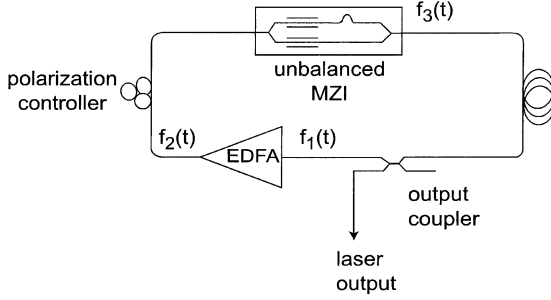 f₃(t)
unbalanced
MZI
polarization
controller
f₂(t)
EDFA
f₁(t)
output
coupler
laser
output